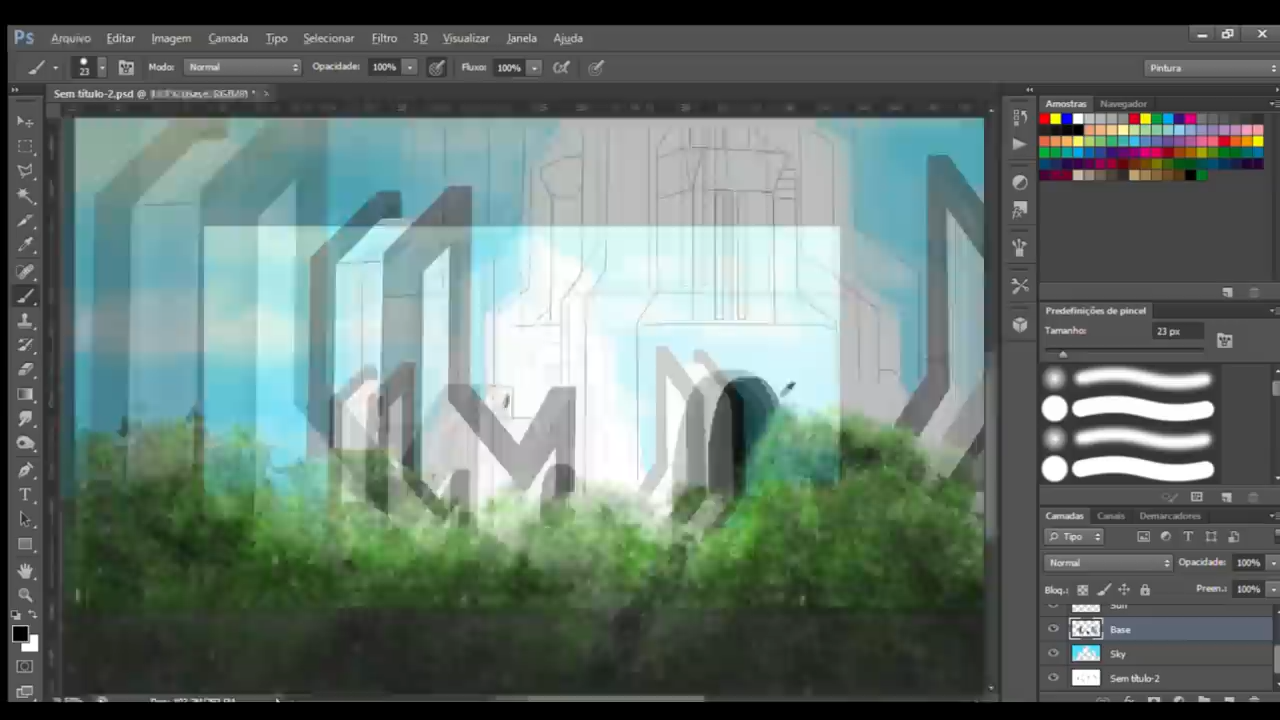 Ps Arquivo Editar Imagem Camada Tipo Selecionar Filtro 3D Visualizar Janela Ajuda
23 Modo: Normal Opacidade: 100% Fluxo: 100% Pintura
Sem título-2.psd @
Amostras Navegador
Predefinições de pincel
Tamanho: 23 px
Camadas Canais Demarcadores
Tipo
Normal Opacidade: 100%
Bloq.: Preen.: 100%
Sun
Base
Sky
Sem título-2